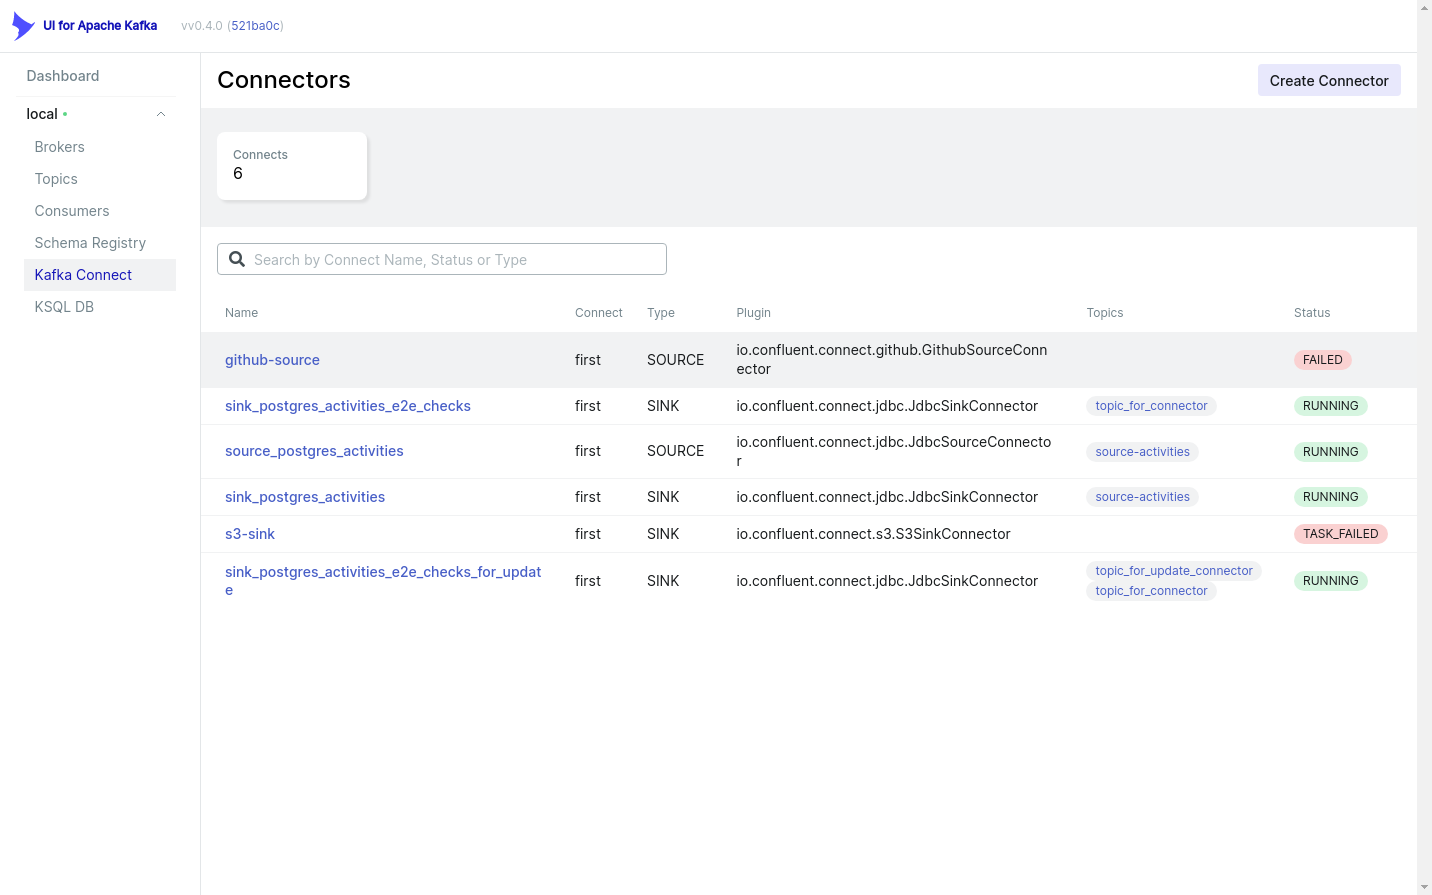 UI for Apache Kafka vv0.4.0 (521ba0c)
Dashboard
local
Brokers
Topics
Consumers
Schema Registry
Kafka Connect
KSQL DB
Connectors
Create Connector
Connects
6
Search by Connect Name, Status or Type
Name Connect Type Plugin Topics Status
github-source first SOURCE io.confluent.connect.github.GithubSourceConn
ector FAILED
sink_postgres_activities_e2e_checks first SINK io.confluent.connect.jdbc.JdbcSinkConnector topic_for_connector RUNNING
source_postgres_activities first SOURCE io.confluent.connect.jdbc.JdbcSourceConnecto
r source-activities RUNNING
sink_postgres_activities first SINK io.confluent.connect.jdbc.JdbcSinkConnector source-activities RUNNING
s3-sink first SINK io.confluent.connect.s3.S3SinkConnector TASK_FAILED
sink_postgres_activities_e2e_checks_for_updat
e first SINK io.confluent.connect.jdbc.JdbcSinkConnector topic_for_update_connector
topic_for_connector RUNNING